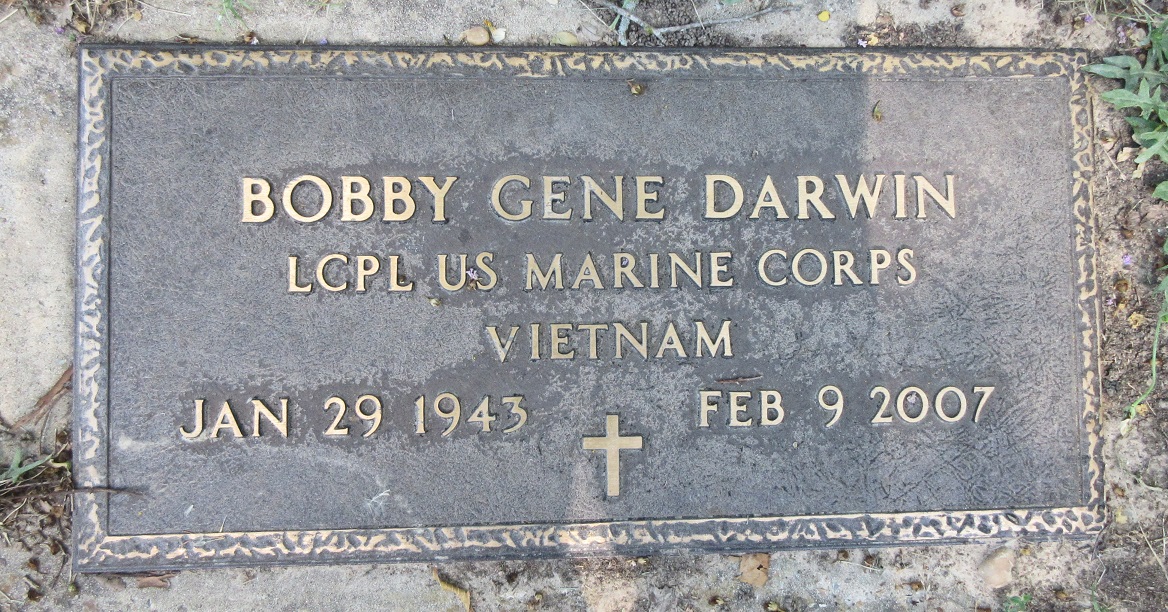 BOBBY GENE DARWIN
LCPL US MARINE CORPS
VIETNAM
JAN 29 1943 FEB 9 2007